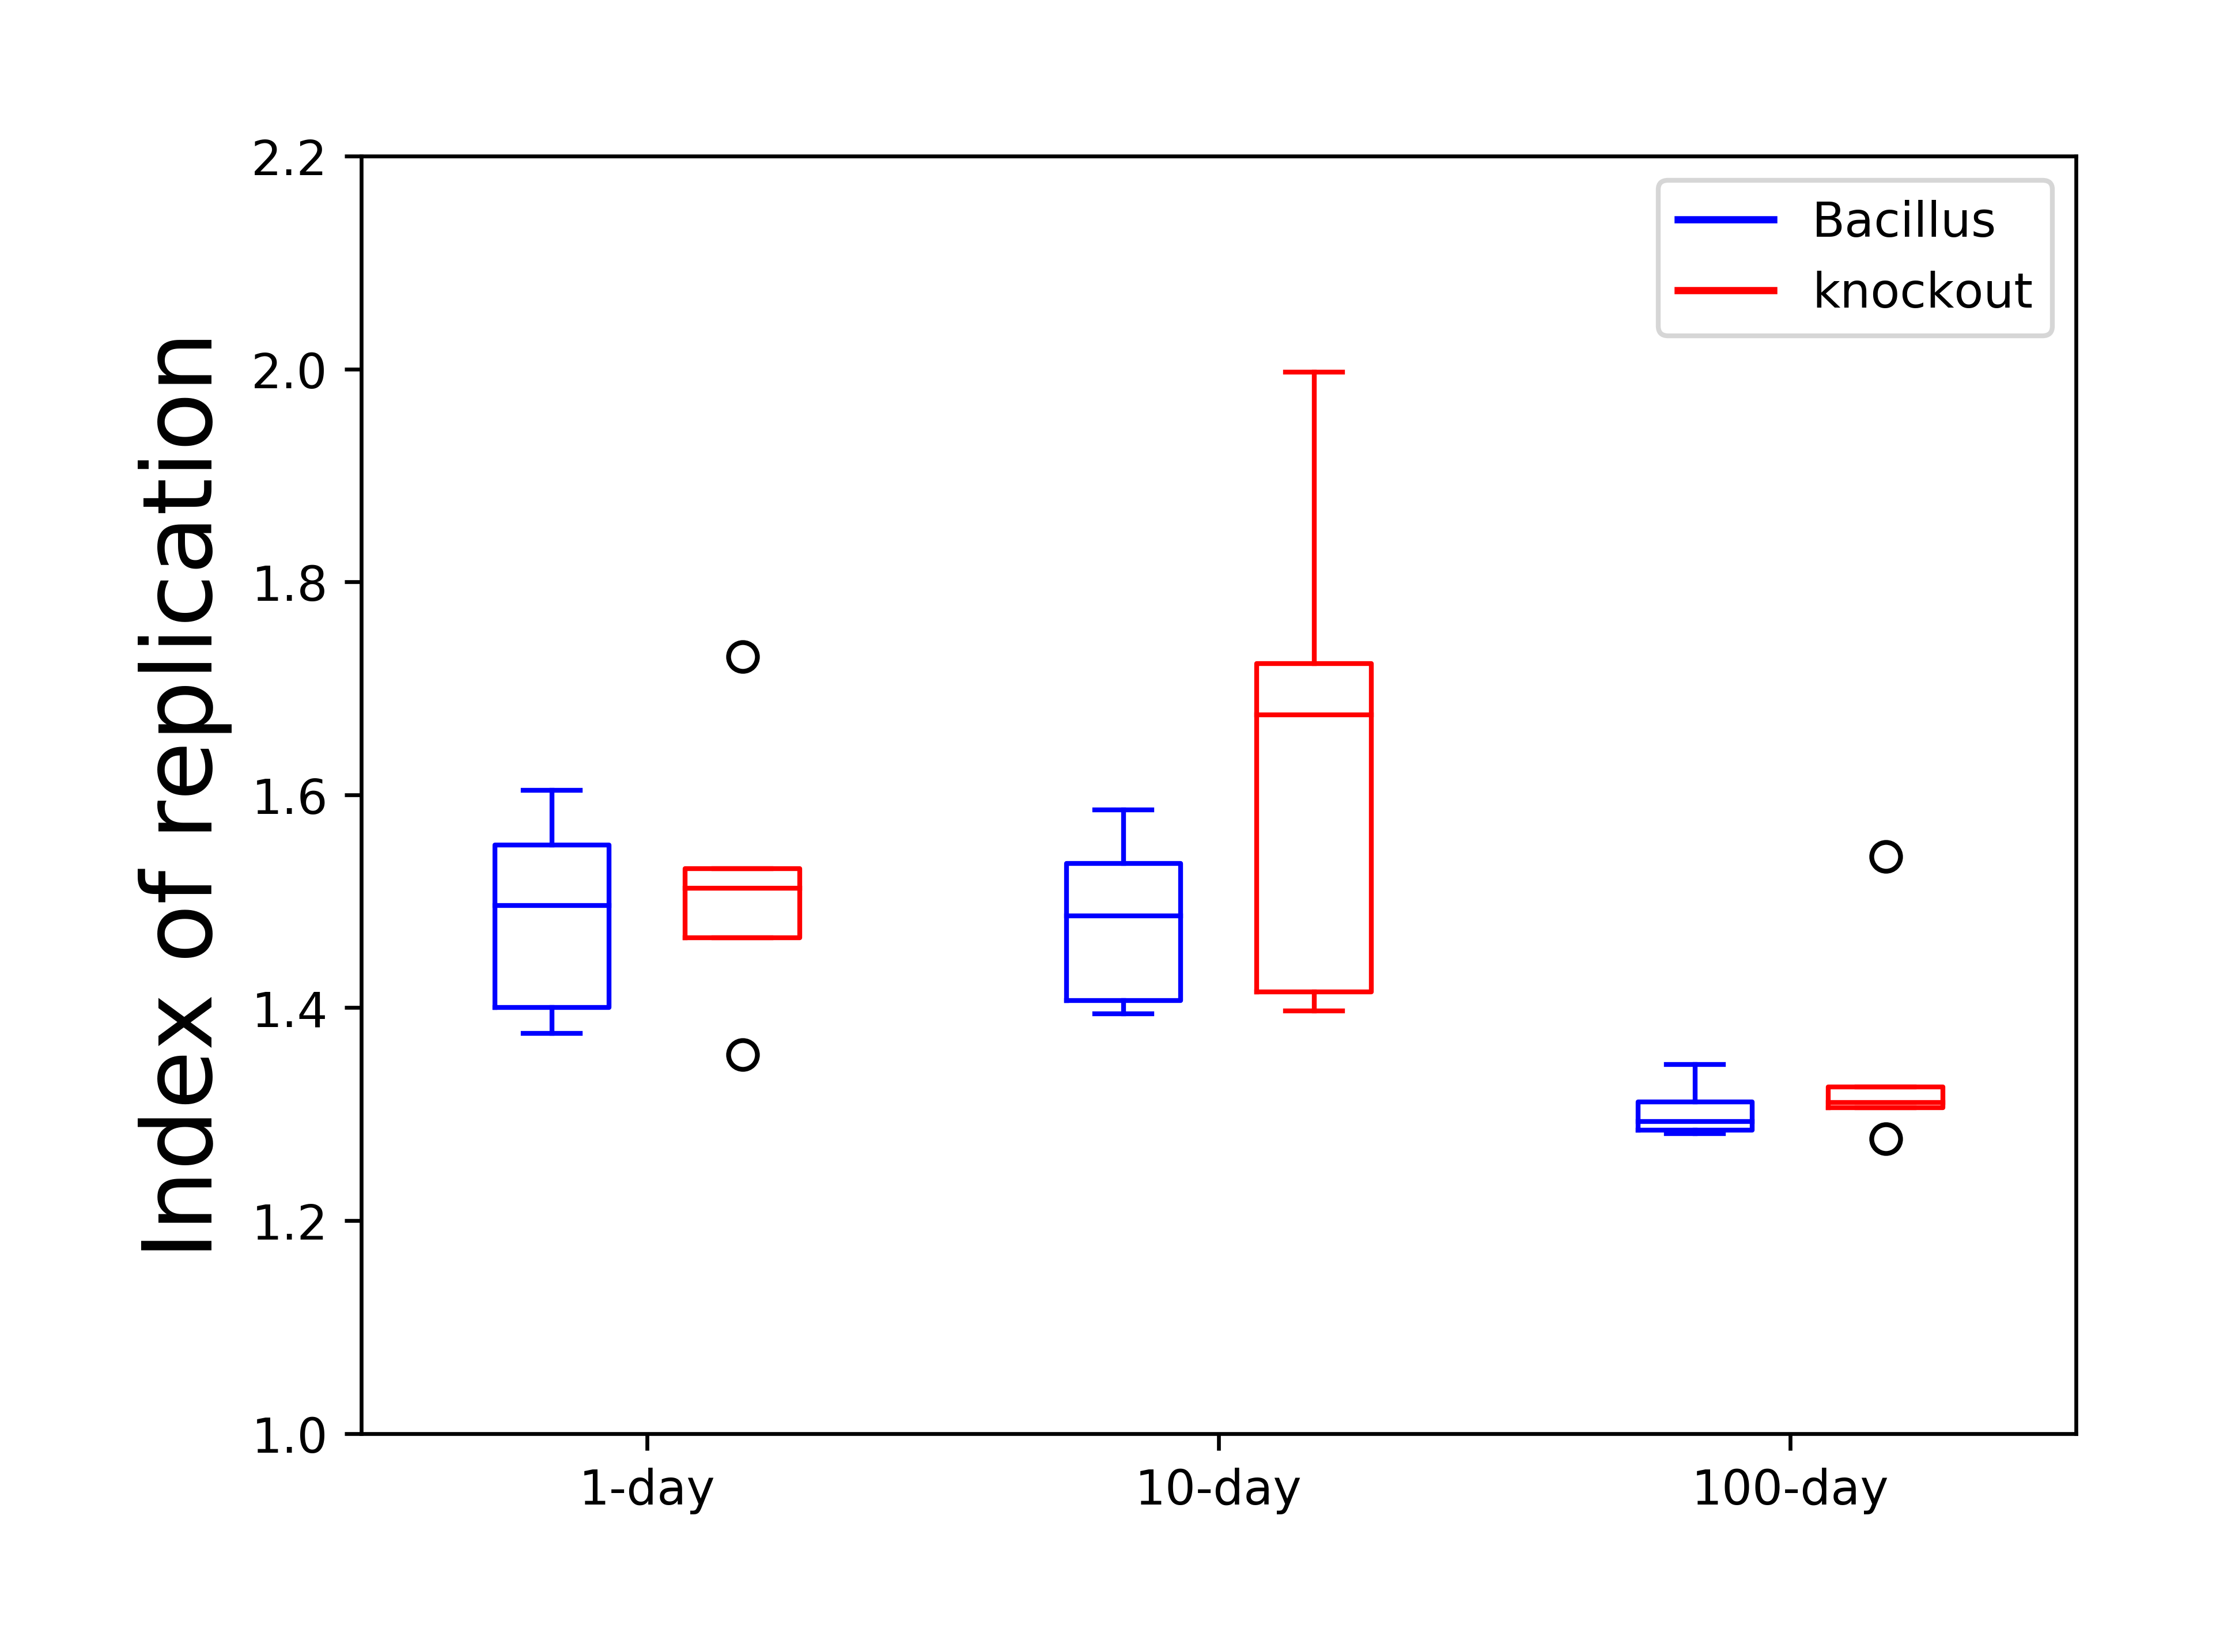 Index of replication
2.2
2.0
1.8
1.6
1.4
1.2
1.0
Bacillus
knockout
1-day
10-day
100-day